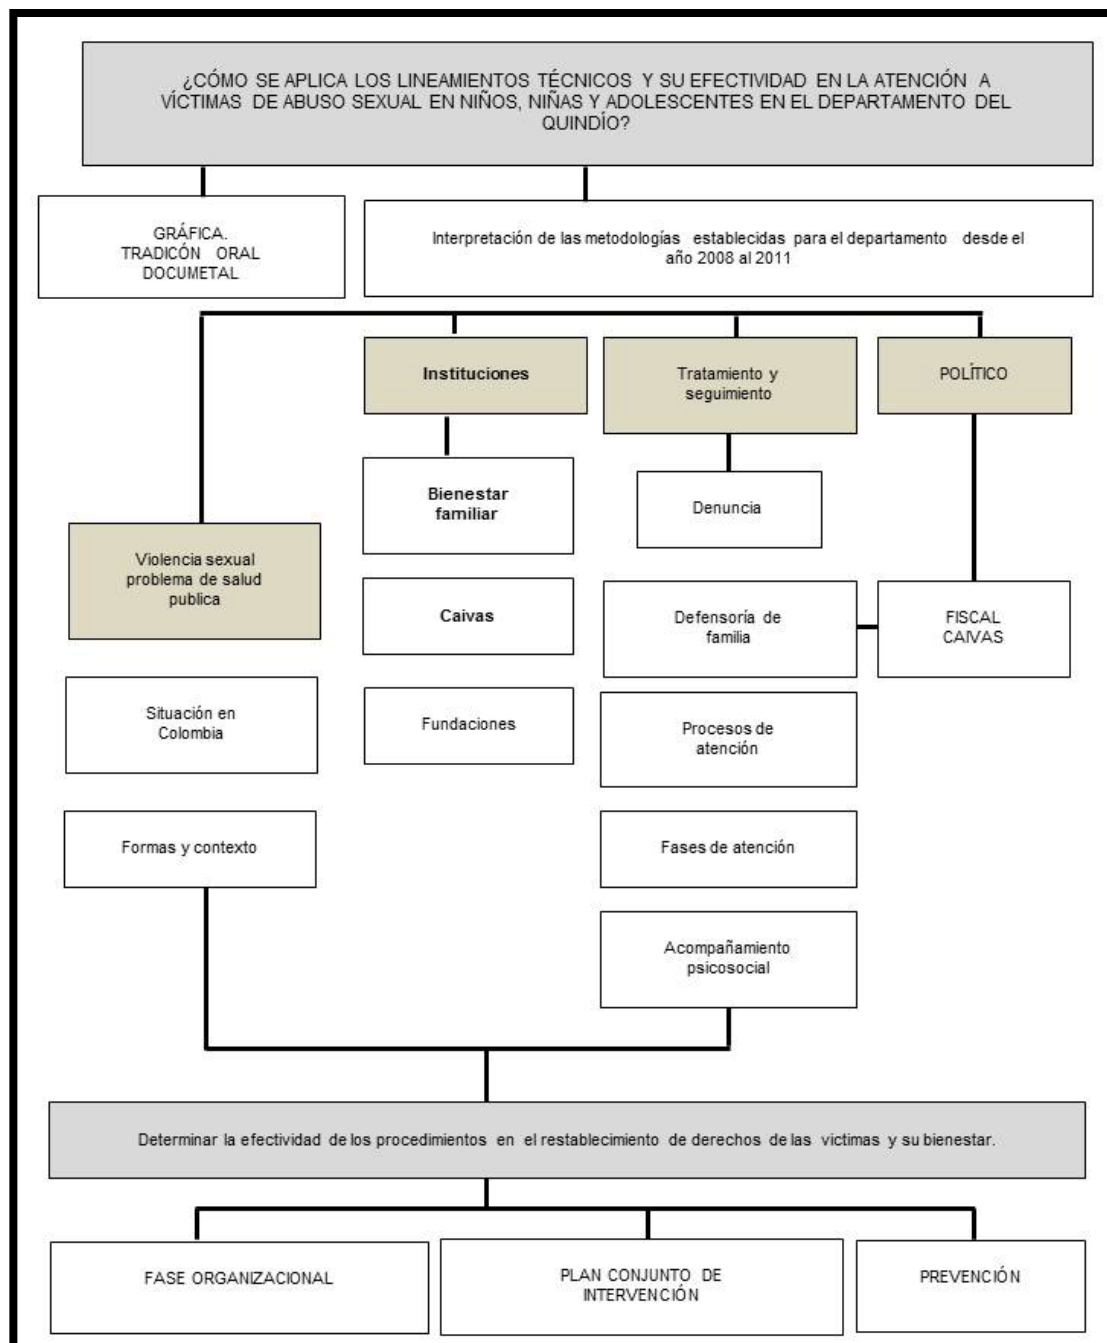 ¿CÓMO SE APLICA LOS LINEAMIENTOS TÉCNICOS Y SU EFECTIVIDAD EN LA ATENCIÓN A
VÍCTIMAS DE ABUSO SEXUAL EN NIÑOS, NIÑAS Y ADOLESCENTES EN EL DEPARTAMENTO DEL
QUINDÍO?
GRÁFICA.
TRADICÓN ORAL
DOCUMETAL
Interpretación de las metodologías establecidas para el departamento desde el
año 2008 al 2011
Violencia sexual
problema de salud
publica
Situación en
Colombia
Formas y contexto
Instituciones
Bienestar
familiar
Caivas
Fundaciones
Tratamiento y
seguimiento
Denuncia
Defensoría de
familia
Procesos de
atención
Fases de atención
Acompañamiento
psicosocial
POLÍTICO
FISCAL
CAIVAS
Determinar la efectividad de los procedimientos en el restablecimiento de derechos de las victimas y su bienestar.
FASE ORGANIZACIONAL
PLAN CONJUNTO DE
INTERVENCIÓN
PREVENCIÓN